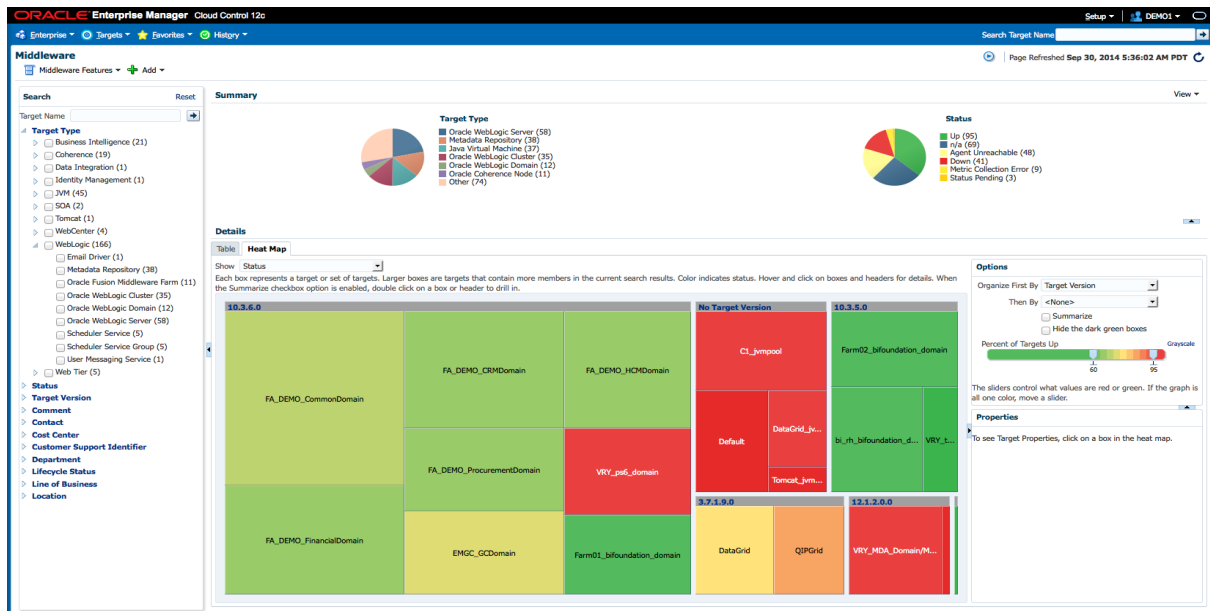 ORACLE Enterprise Manager Cloud Control 12c
Setup DEMO1
Enterprise Targets Favorites History
Search Target Name
Middleware
Middleware Features Add
Page Refreshed Sep 30, 2014 5:36:02 AM PDT
Search Reset
Target Name
Target Type
Business Intelligence (21)
Coherence (19)
Data Integration (1)
Identity Management (1)
JVM (45)
SOA (2)
Tomcat (1)
WebCenter (4)
WebLogic (166)
Email Driver (1)
Metadata Repository (38)
Oracle Fusion Middleware Farm (11)
Oracle WebLogic Cluster (35)
Oracle WebLogic Domain (12)
Oracle WebLogic Server (58)
Scheduler Service (5)
Scheduler Service Group (5)
User Messaging Service (1)
Web Tier (5)
Status
Target Version
Comment
Contact
Cost Center
Customer Support Identifier
Department
Lifecycle Status
Line of Business
Location
Summary
View
Target Type
Oracle WebLogic Server (58)
Metadata Repository (38)
Java Virtual Machine (37)
Oracle WebLogic Cluster (35)
Oracle WebLogic Domain (12)
Oracle Coherence Node (11)
Other (74)
Status
Up (95)
n/a (69)
Agent Unreachable (48)
Down (41)
Metric Collection Error (9)
Status Pending (3)
Details
Table Heat Map
Show Status
Each box represents a target or set of targets. Larger boxes are targets that contain more members in the current search results. Color indicates status. Hover and click on boxes and headers for details. When
the Summarize checkbox option is enabled, double click on a box or header to drill in.
10.3.6.0
FA_DEMO_CommonDomain
FA_DEMO_FinancialDomain
FA_DEMO_CRMDomain
FA_DEMO_HCMDomain
FA_DEMO_ProcurementDomain
VRY_ps6_domain
EMGC_GCDomain
Farm01_bifoundation_domain
No Target Version
C1_jvmpool
Default
DataGrid_jv...
Tomcat_jvm...
10.3.5.0
Farm02_bifoundation_domain
bi_rh_bifoundation_d...
VRY_t...
3.7.1.9.0
DataGrid
QIPGrid
12.1.2.0.0
VRY_MDA_Domain/M...
Options
Organize First By Target Version
Then By <None>
Summarize
Hide the dark green boxes
Percent of Targets Up Grayscale
60 95
The sliders control what values are red or green. If the graph is
all one color, move a slider.
Properties
To see Target Properties, click on a box in the heat map.